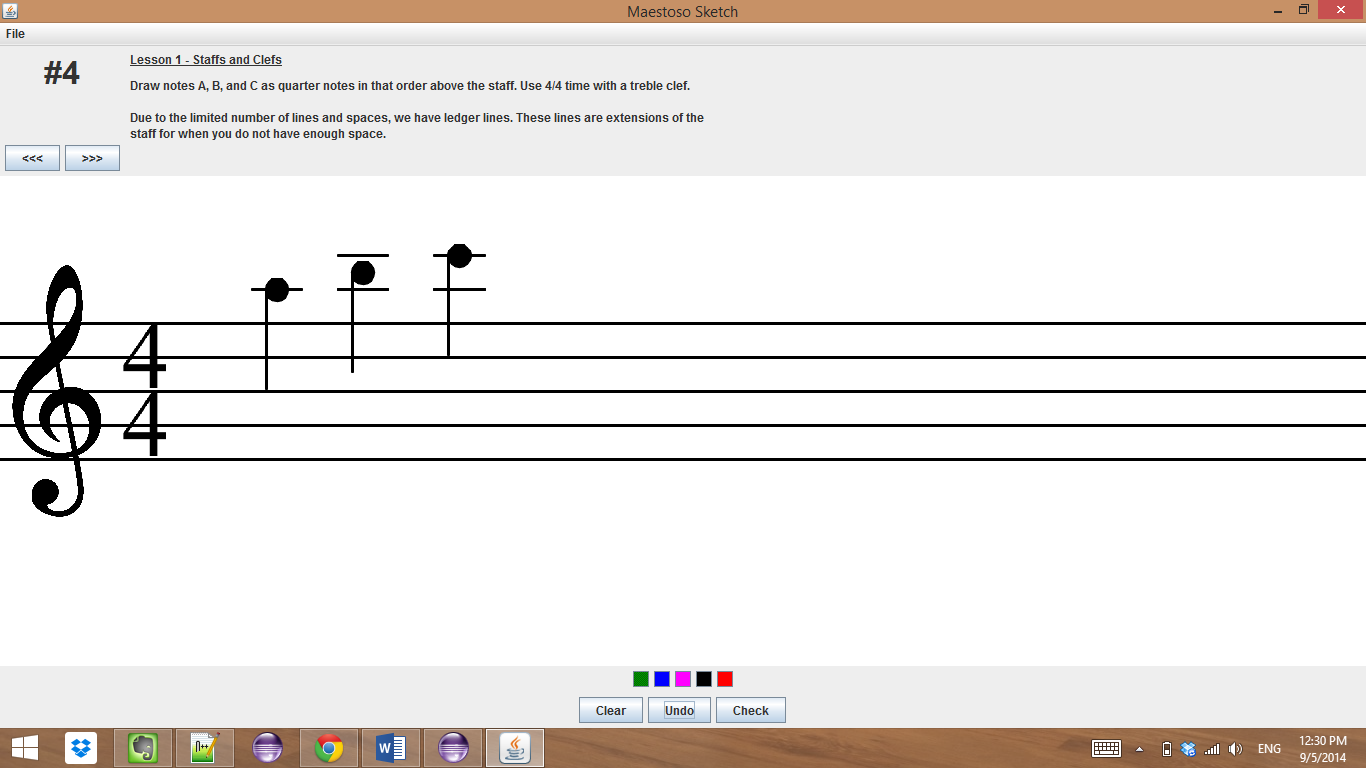 Maestoso Sketch
File
#4
Lesson 1 - Staffs and Clefs
Draw notes A, B, and C as quarter notes in that order above the staff. Use 4/4 time with a treble clef.
Due to the limited number of lines and spaces, we have ledger lines. These lines are extensions of the
staff for when you do not have enough space.
<<< >>>
4
4
Clear Undo Check
ENG
12:30 PM
9/5/2014